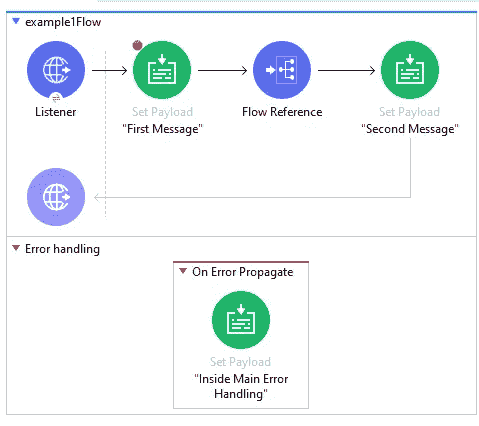 example1Flow
Listener
Set Payload
"First Message"
Flow Reference
Set Payload
"Second Message"
Error handling
On Error Propagate
Set Payload
"Inside Main Error
Handling"